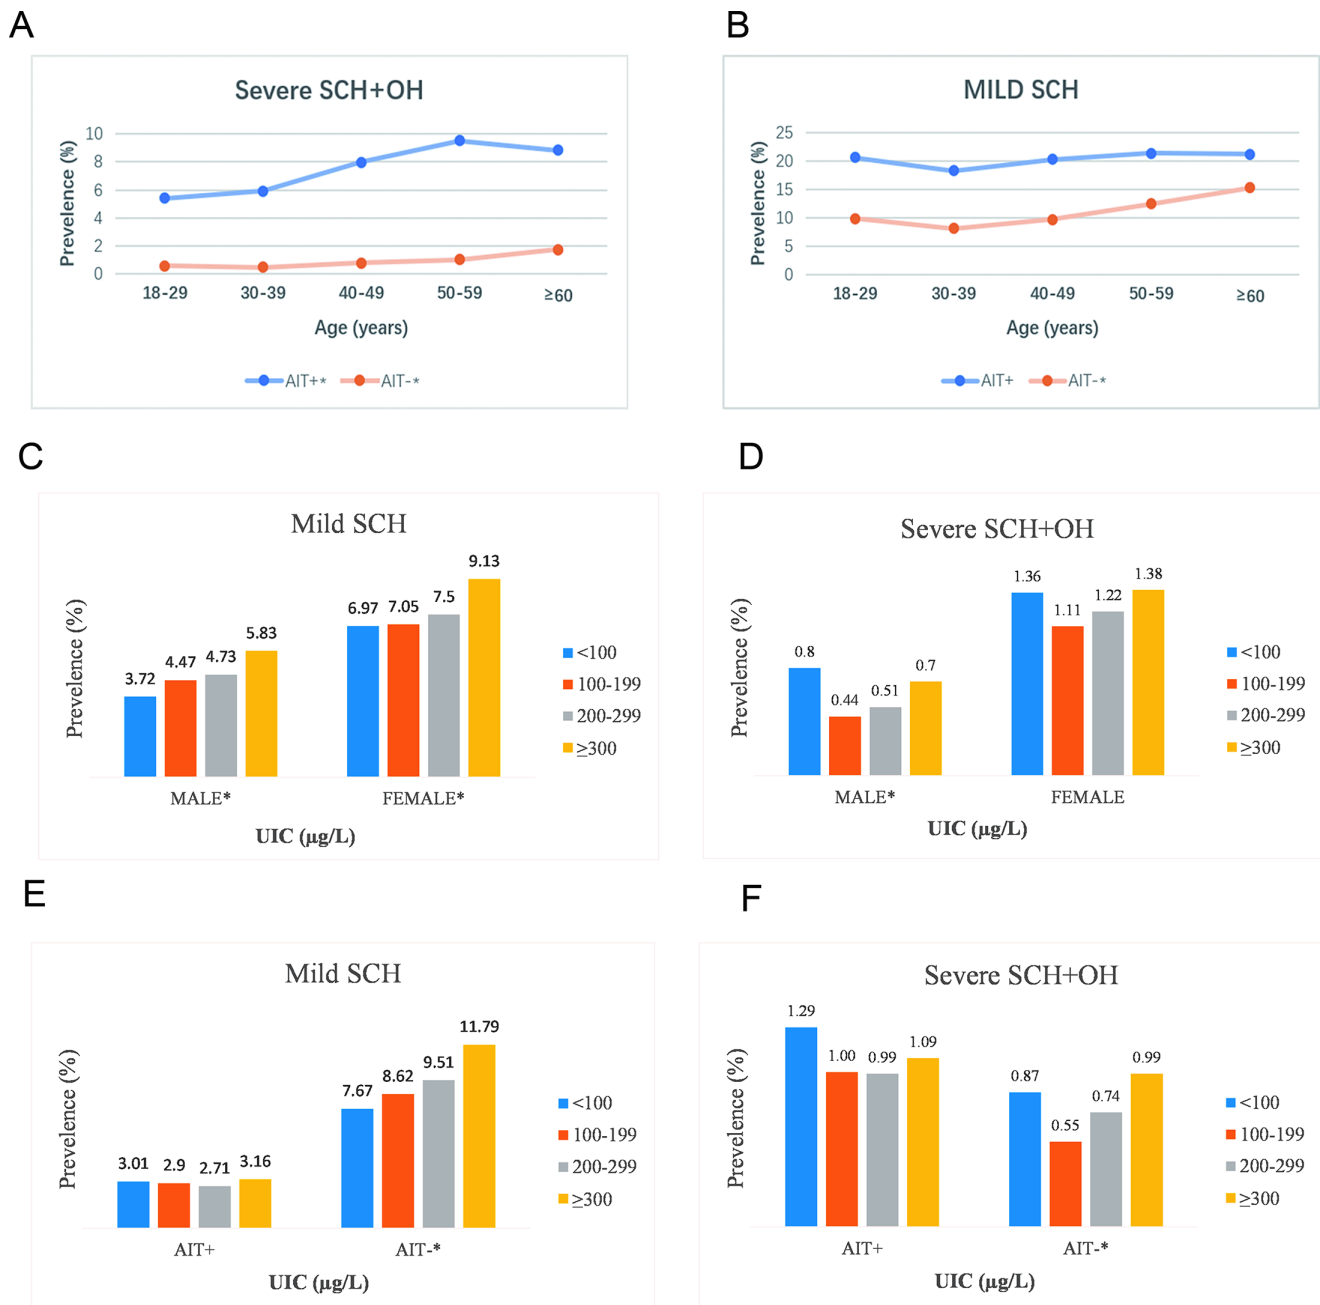 A
Severe SCH+OH
Prevelence (%)
10
8
6
4
2
0
18-29 30-39 40-49 50-59 ≥60
Age (years)
AIT+* AIT-*
B
MILD SCH
Prevelence (%)
25
20
15
10
5
0
18-29 30-39 40-49 50-59 ≥60
Age (years)
AIT+ AIT-*
C
Mild SCH
Prevelence (%)
3.72 4.47 4.73 5.83 6.97 7.05 7.5 9.13
MALE* FEMALE*
UIC (μg/L)
<100
100-199
200-299
≥300
D
Severe SCH+OH
Prevelence (%)
0.8 0.44 0.51 0.7 1.36 1.11 1.22 1.38
MALE* FEMALE
UIC (μg/L)
<100
100-199
200-299
≥300
E
Mild SCH
Prevelence (%)
3.01 2.9 2.71 3.16 7.67 8.62 9.51 11.79
AIT+ AIT-*
UIC (μg/L)
<100
100-199
200-299
≥300
F
Severe SCH+OH
Prevelence (%)
1.29 1.00 0.99 1.09 0.87 0.55 0.74 0.99
AIT+ AIT-*
UIC (μg/L)
<100
100-199
200-299
≥300